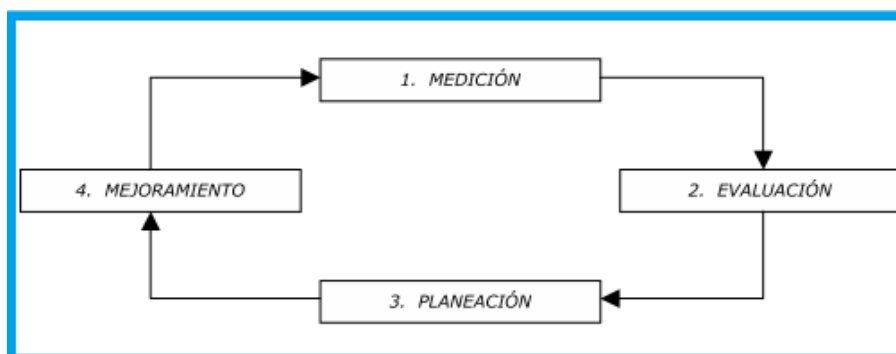 1. MEDICIÓN
4. MEJORAMIENTO
2. EVALUACIÓN
3. PLANEACIÓN